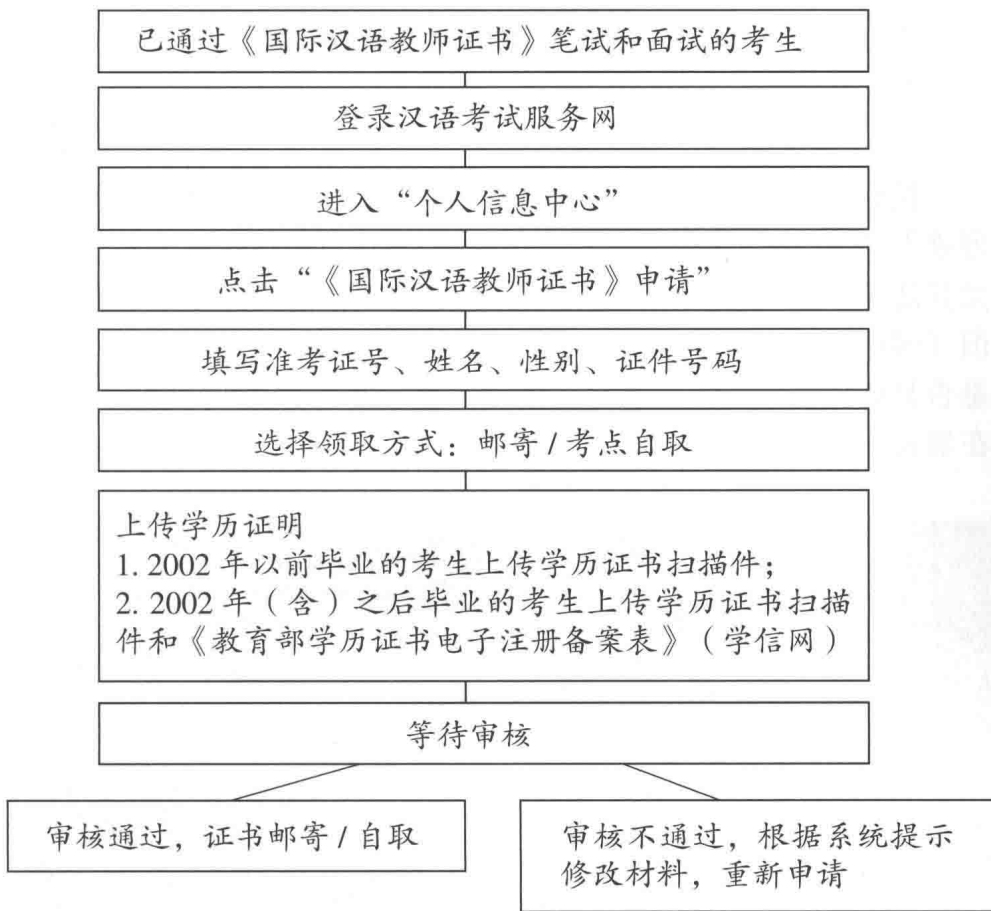 已通过《国际汉语教师证书》笔试和面试的考生
登录汉语考试服务网
进入“个人信息中心”
点击“《国际汉语教师证书》申请”
填写准考证号、姓名、性别、证件号码
选择领取方式：邮寄 / 考点自取
上传学历证明
1. 2002 年以前毕业的考生上传学历证书扫描件；
2. 2002 年（含）之后毕业的考生上传学历证书扫描
件和《教育部学历证书电子注册备案表》（学信网）
等待审核
审核通过，证书邮寄 / 自取
审核不通过，根据系统提示
修改材料，重新申请